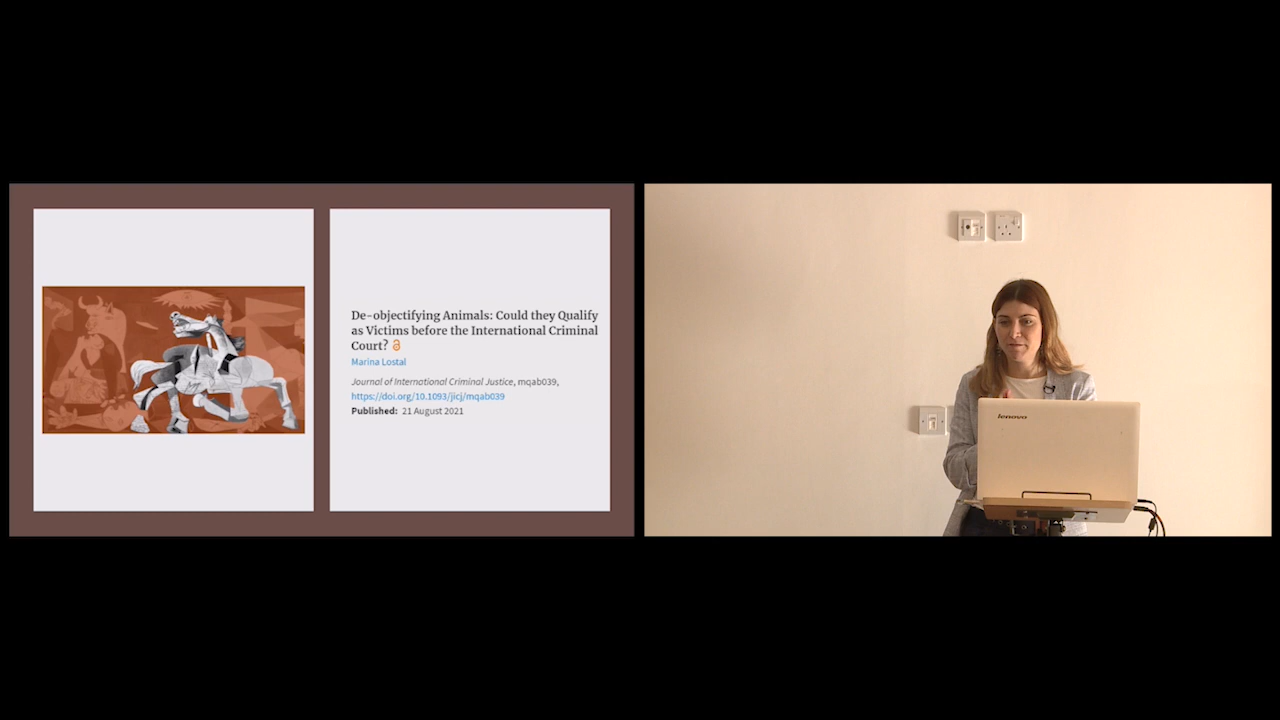 De-objectifying Animals: Could they Qualify
as Victims before the International Criminal
Court?
Marina Lostal
Journal of International Criminal Justice, mqab039,
https://doi.org/10.1093/jicj/mqab039
Published: 21 August 2021
lenovo